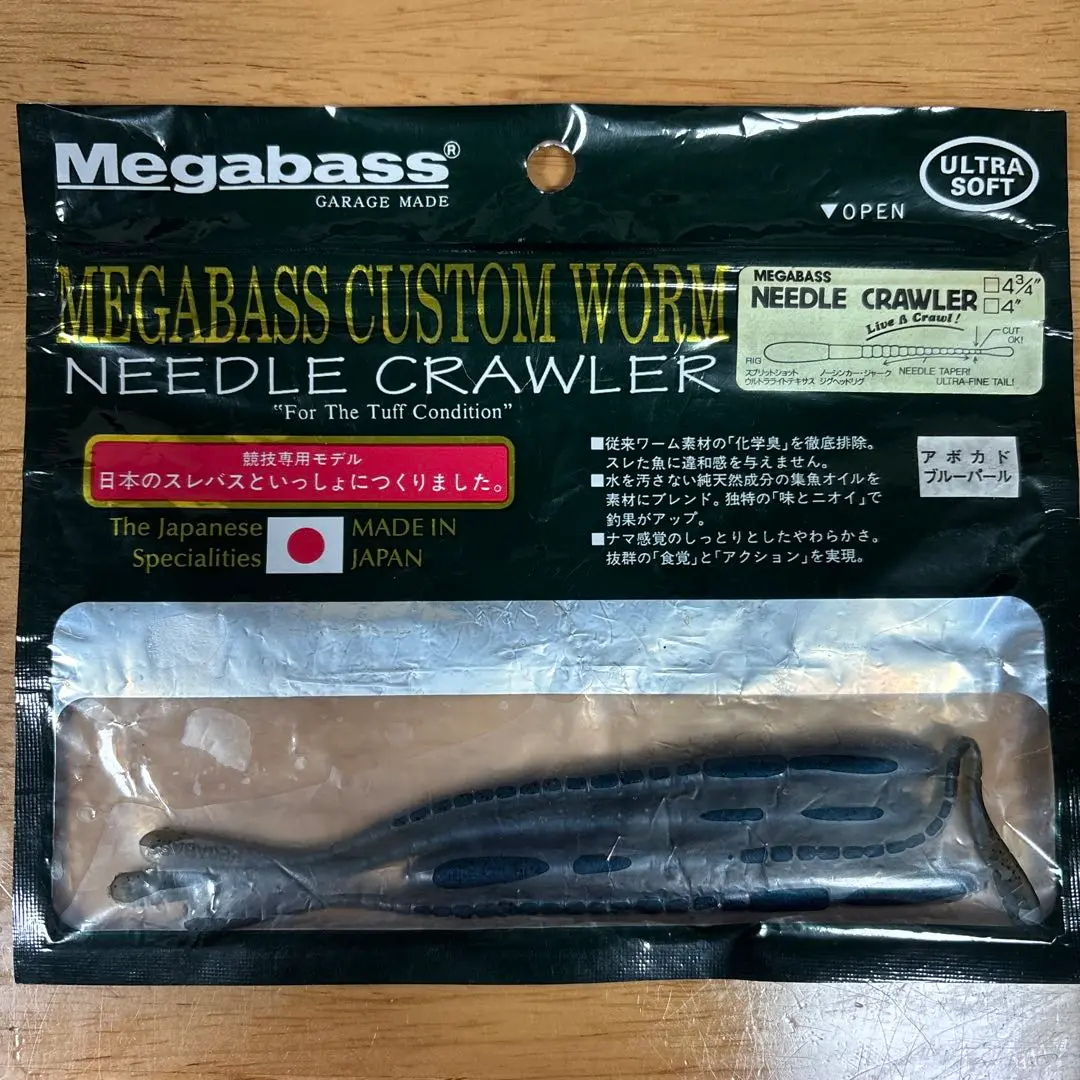 Megabass®
GARAGE MADE
▼OPEN
ULTRA
SOFT
MEGABASS CUSTOM WORM
NEEDLE CRAWLER
"For The Tuff Condition"
MEGABASS
NEEDLE CRAWLER
□4¾"
□4"
Live & Crawl!
CUT
OK!
RIG
スプリットショット
ウルトラライトテキサス
ノーシンカー・ジャーク
ジグヘッドリグ
NEEDLE TAPER!
ULTRA-FINE TAIL!
競技専用モデル
日本のスレバスといっしょにつくりました。
The Japanese
Specialities
MADE IN
JAPAN
■従来ワーム素材の「化学臭」を徹底排除。
スレた魚に違和感を与えません。
■水を汚さない純天然成分の集魚オイルを
素材にブレンド。独特の「味とニオイ」で
釣果がアップ。
■ナマ感覚のしっとりとしたやわらかさ。
抜群の「食覚」と「アクション」を実現。
アボカド
ブルーパール